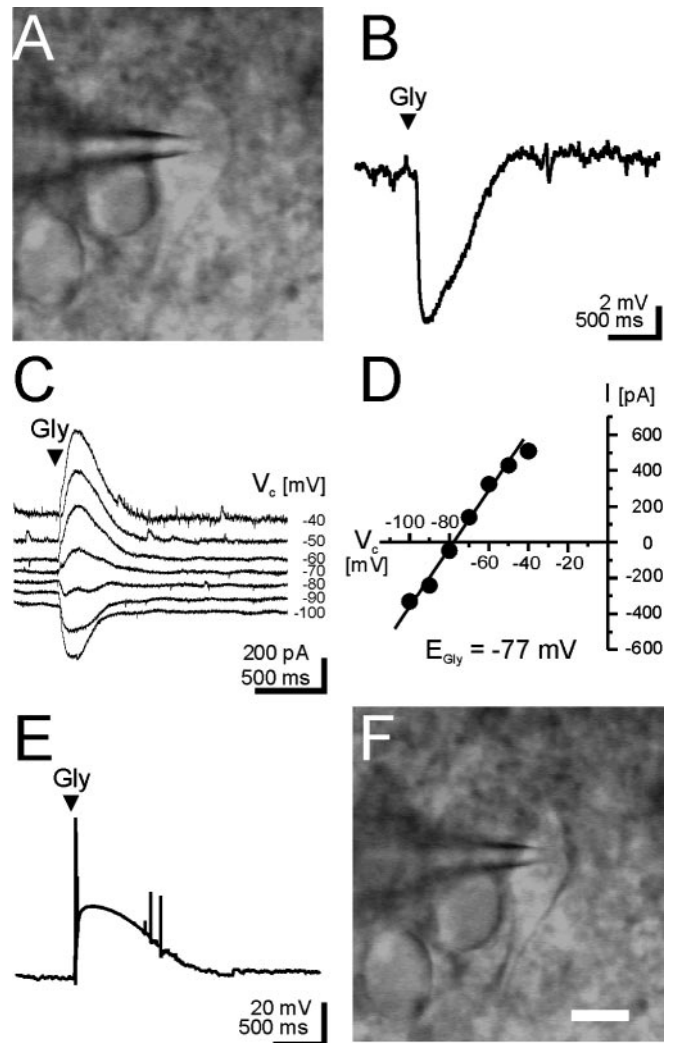 A
B
Gly
2 mV
500 ms
C
Gly
V_c [mV]
-40
-50
-60
-70
-80
-90
-100
200 pA
500 ms
D
I [pA]
600
400
200
0
-200
-400
-600
-100 -80
-60 -40 -20
V_c
[mV]
E_Gly = -77 mV
E
Gly
20 mV
500 ms
F